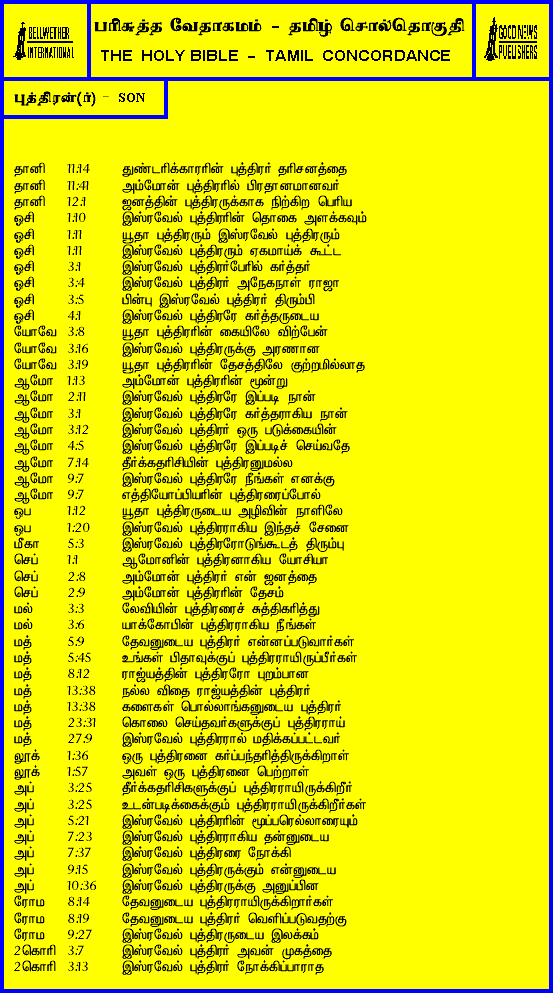 BELLWETHER
INTERNATIONAL
பரிசுத்த வேதாகமம் - தமிழ் சொல்தொகுதி
THE HOLY BIBLE - TAMIL CONCORDANCE
GOOD NEWS
PUBLISHERS
புத்திரன்(ர்) - SON
தானி 11:14 துண்டரிக்காரரின் புத்திரர் தரிசனத்தை
தானி 11:41 அம்மோன் புத்திரரில் பிரதானமானவர்
தானி 12:1 ஜனத்தின் புத்திரருக்காக நிற்கிற பெரிய
ஓசி 1:10 இஸ்ரவேல் புத்திரரின் தொகை அளக்கவும்
ஓசி 1:11 யூதா புத்திரரும் இஸ்ரவேல் புத்திரரும்
ஓசி 1:11 இஸ்ரவேல் புத்திரரும் ஏகமாய்க் கூட்ட
ஓசி 3:1 இஸ்ரவேல் புத்திரர்பேரில் கர்த்தர்
ஓசி 3:4 இஸ்ரவேல் புத்திரர் அநேகநாள் ராஜா
ஓசி 3:5 பின்பு இஸ்ரவேல் புத்திரர் திரும்பி
ஓசி 4:1 இஸ்ரவேல் புத்திரரே கர்த்தருடைய
யோவே 3:8 யூதா புத்திரரின் கையிலே விற்பேன்
யோவே 3:16 இஸ்ரவேல் புத்திரருக்கு அரணான
யோவே 3:19 யூதா புத்திரரின் தேசத்திலே குற்றமில்லாத
ஆமோ 1:13 அம்மோன் புத்திரரின் மூன்று
ஆமோ 2:11 இஸ்ரவேல் புத்திரரே இப்படி நான்
ஆமோ 3:1 இஸ்ரவேல் புத்திரரே கர்த்தராகிய நான்
ஆமோ 3:12 இஸ்ரவேல் புத்திரர் ஒரு படுக்கையின்
ஆமோ 4:5 இஸ்ரவேல் புத்திரரே இப்படிச் செய்வதே
ஆமோ 7:14 தீர்க்கதரிசியின் புத்திரனுமல்ல
ஆமோ 9:7 இஸ்ரவேல் புத்திரரே நீங்கள் எனக்கு
ஆமோ 9:7 எத்தியோப்பியரின் புத்திரரைப்போல்
ஒப 1:12 யூதா புத்திரருடைய அழிவின் நாளிலே
ஒப 1:20 இஸ்ரவேல் புத்திரராகிய இந்தச் சேனை
மீகா 5:3 இஸ்ரவேல் புத்திரரோடுங்கூடத் திரும்பு
செப் 1:1 ஆமோனின் புத்திரனாகிய யோசியா
செப் 2:8 அம்மோன் புத்திரர் என் ஜனத்தை
செப் 2:9 அம்மோன் புத்திரரின் தேசம்
மல் 3:3 லேவியின் புத்திரரைச் சுத்திகரித்து
மல் 3:6 யாக்கோபின் புத்திரராகிய நீங்கள்
மத் 5:9 தேவனுடைய புத்திரர் என்னப்படுவார்கள்
மத் 5:45 உங்கள் பிதாவுக்குப் புத்திரராயிருப்பீர்கள்
மத் 8:12 ராஜ்யத்தின் புத்திரரோ புறம்பான
மத் 13:38 நல்ல விதை ராஜ்யத்தின் புத்திரர்
மத் 13:38 களைகள் பொல்லாங்கனுடைய புத்திரர்
மத் 23:31 கொலை செய்தவர்களுக்குப் புத்திரராய்
மத் 27:9 இஸ்ரவேல் புத்திரரால் மதிக்கப்பட்டவர்
லூக் 1:36 ஒரு புத்திரனை கர்ப்பந்தரித்திருக்கிறாள்
லூக் 1:57 அவள் ஒரு புத்திரனை பெற்றாள்
அப் 3:25 தீர்க்கதரிசிகளுக்குப் புத்திரராயிருக்கிறீர்
அப் 3:25 உடன்படிக்கைக்கும் புத்திரராயிருக்கிறீர்கள்
அப் 5:21 இஸ்ரவேல் புத்திரரின் மூப்பரெல்லாரையும்
அப் 7:23 இஸ்ரவேல் புத்திரராகிய தன்னுடைய
அப் 7:37 இஸ்ரவேல் புத்திரரை நோக்கி
அப் 9:15 இஸ்ரவேல் புத்திரருக்கும் என்னுடைய
அப் 10:36 இஸ்ரவேல் புத்திரருக்கு அனுப்பின
ரோம 8:14 தேவனுடைய புத்திரராயிருக்கிறார்கள்
ரோம 8:19 தேவனுடைய புத்திரர் வெளிப்படுவதற்கு
ரோம 9:27 இஸ்ரவேல் புத்திரருடைய இலக்கம்
2கொரி 3:7 இஸ்ரவேல் புத்திரர் அவன் முகத்தை
2கொரி 3:13 இஸ்ரவேல் புத்திரர் நோக்கிப்பாராத